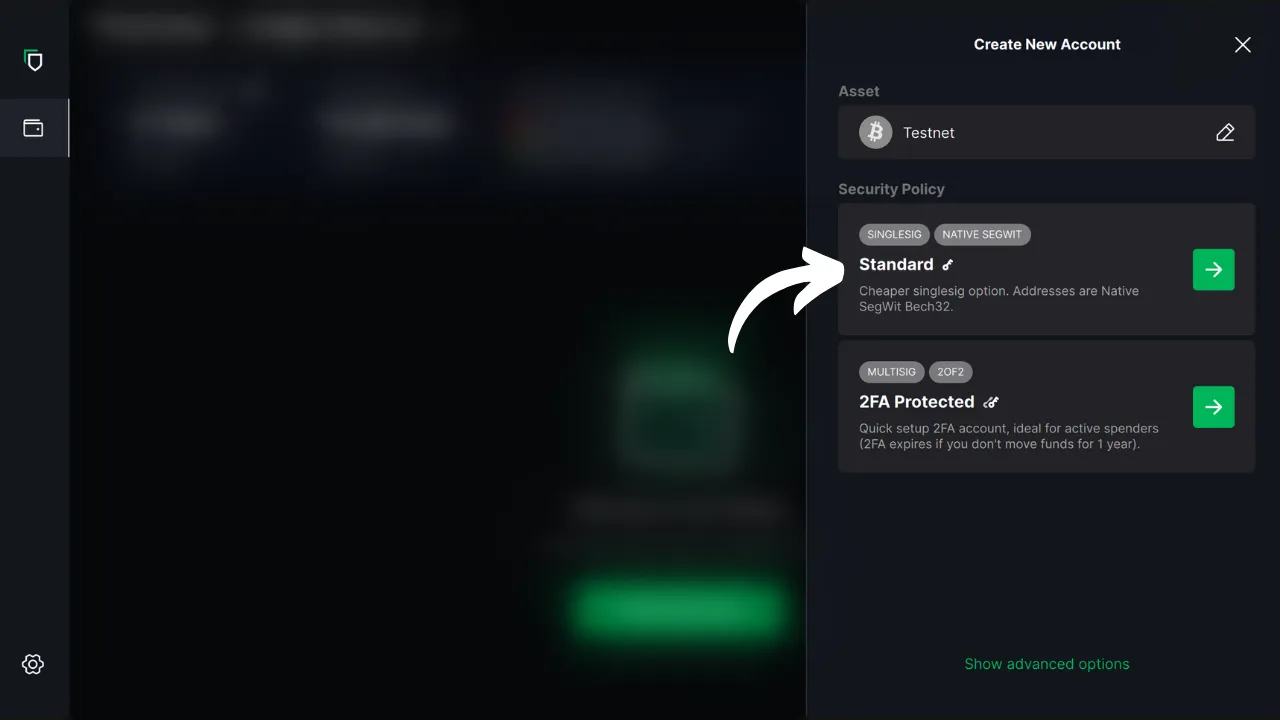 Create New Account
Asset
Testnet
Security Policy
SINGLESIG NATIVE SEGWIT
Standard
Cheaper singlesig option. Addresses are Native
SegWit Bech32.
MULTISIG 2OF2
2FA Protected
Quick setup 2FA account, ideal for active spenders
(2FA expires if you don't move funds for 1 year).
Show advanced options